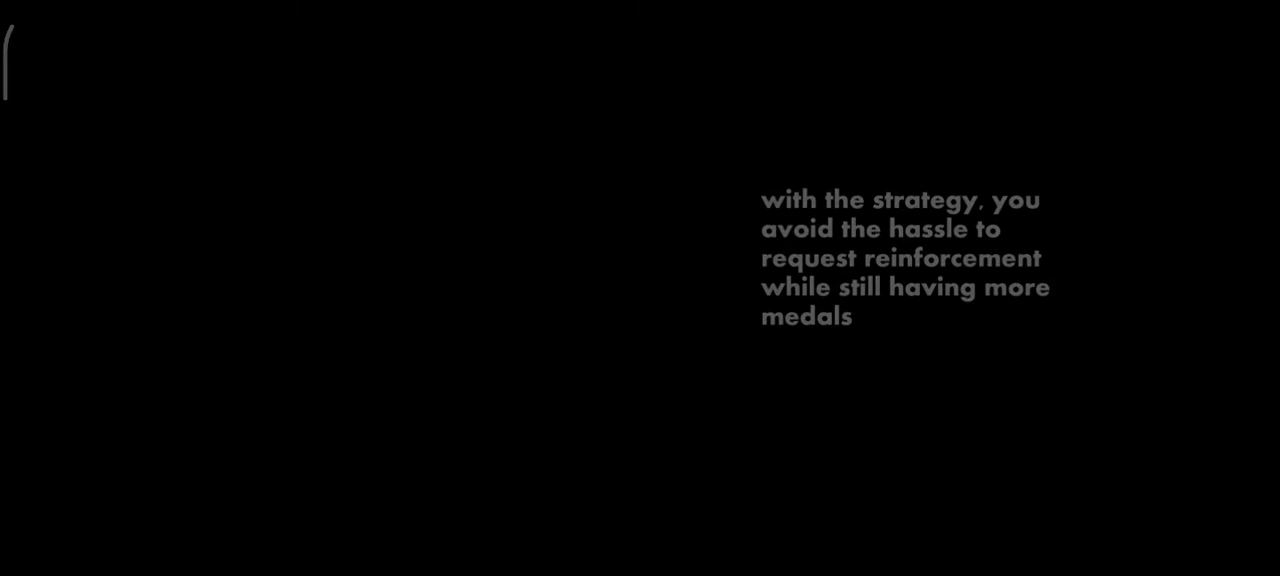 with the strategy, you
avoid the hassle to
request reinforcement
while still having more
medals